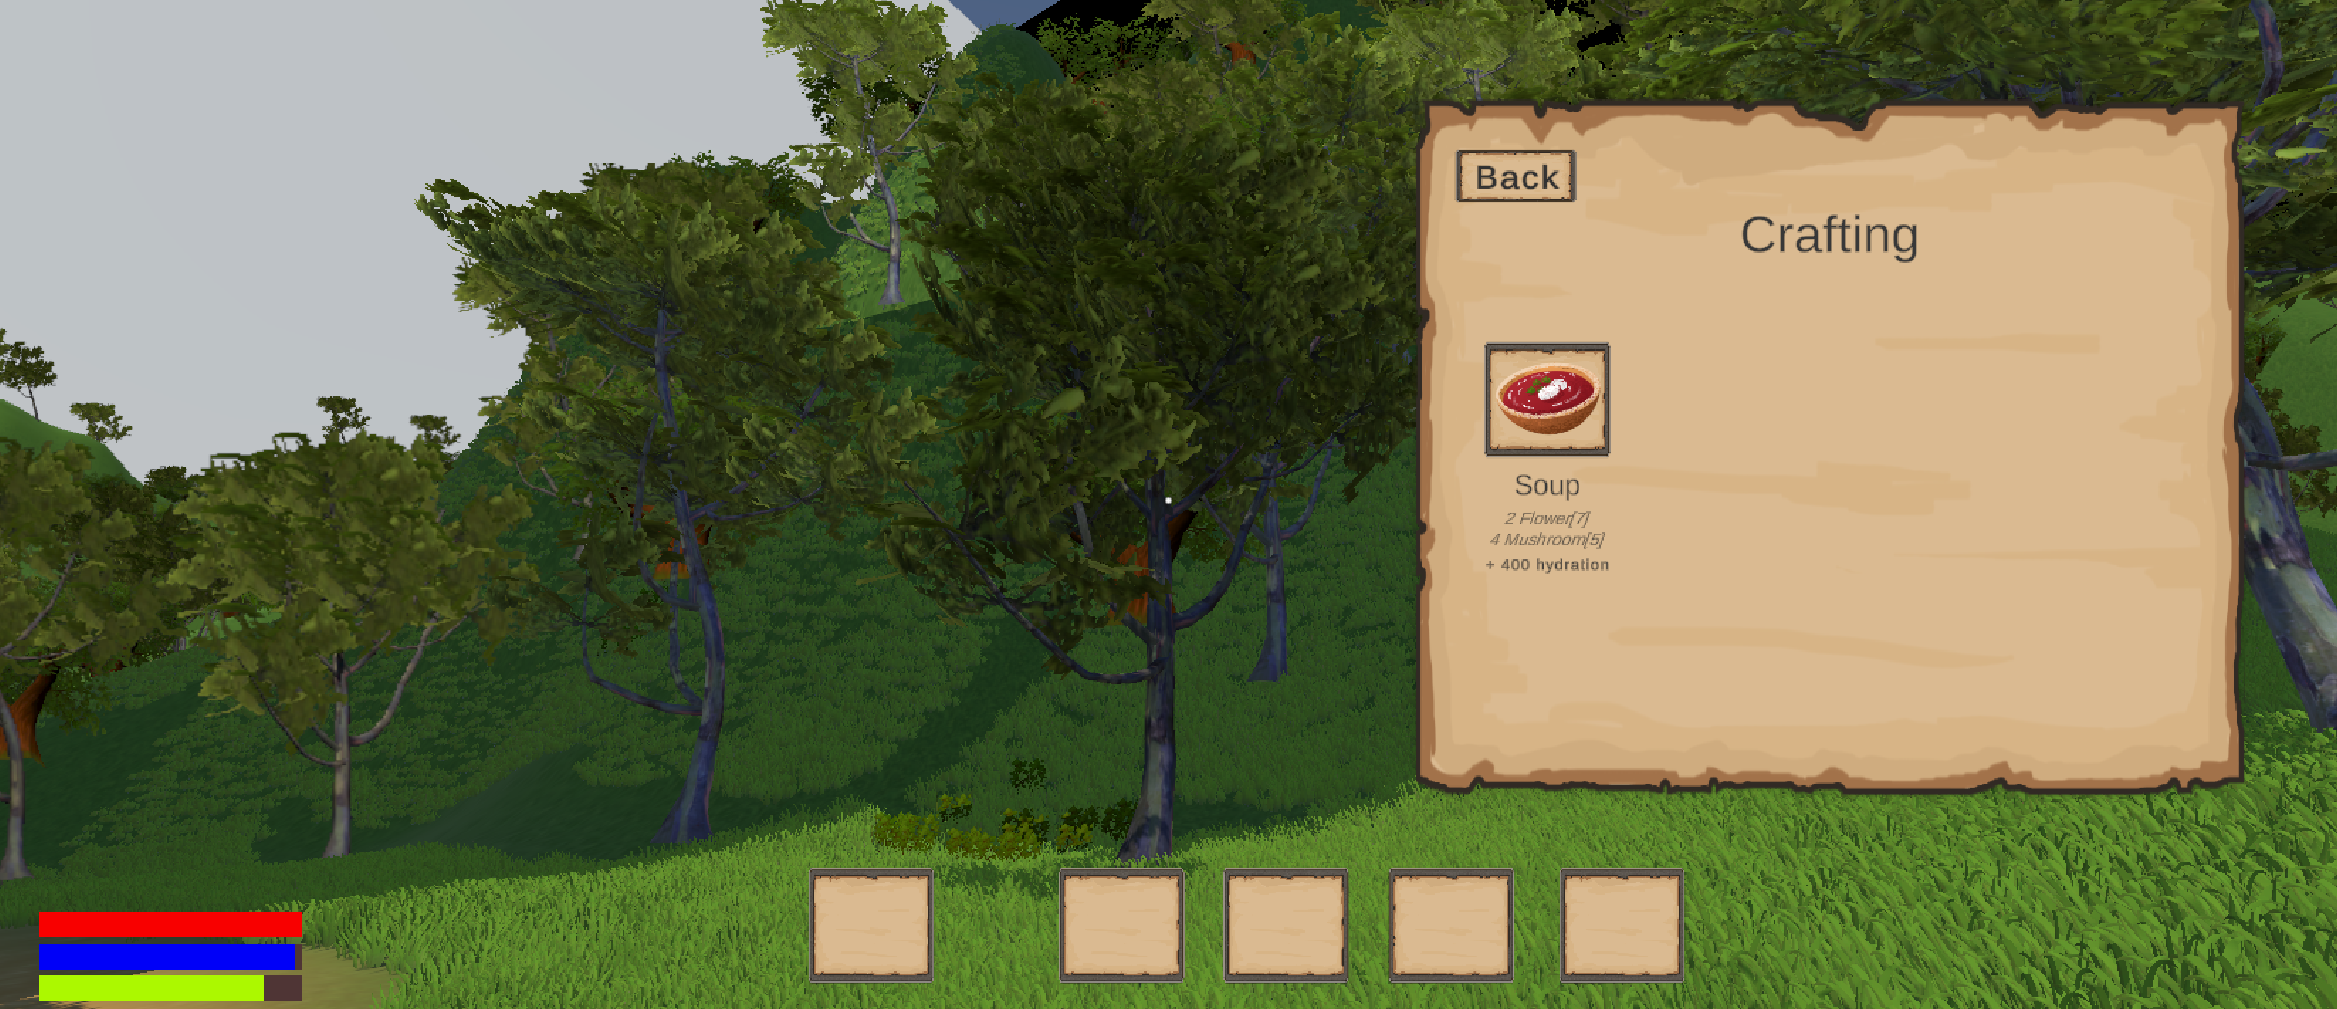 Back
Crafting
Soup
2 Flower[7]
4 Mushroom[5]
+ 400 hydration